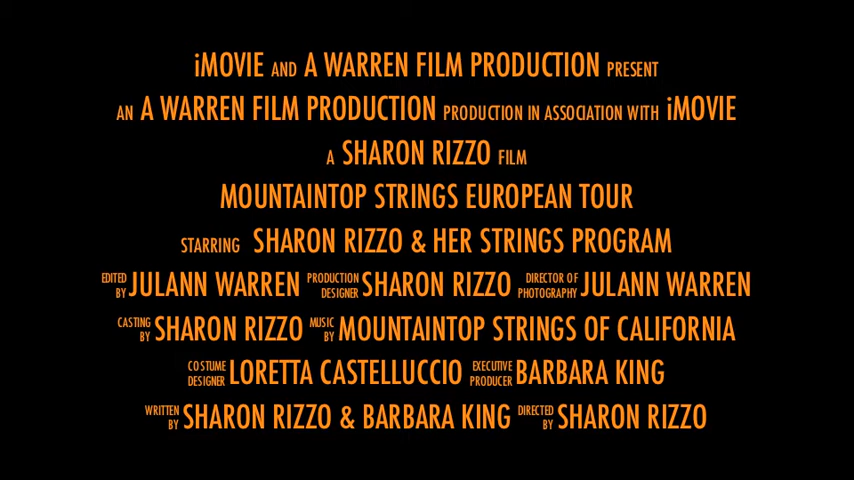 iMOVIE AND A WARREN FILM PRODUCTION PRESENT
AN A WARREN FILM PRODUCTION PRODUCTION IN ASSOCIATION WITH iMOVIE
A SHARON RIZZO FILM
MOUNTAINTOP STRINGS EUROPEAN TOUR
STARRING SHARON RIZZO & HER STRINGS PROGRAM
EDITED BY JULANN WARREN PRODUCTION DESIGNER SHARON RIZZO DIRECTOR OF PHOTOGRAPHY JULANN WARREN
CASTING BY SHARON RIZZO MUSIC BY MOUNTAINTOP STRINGS OF CALIFORNIA
COSTUME DESIGNER LORETTA CASTELLUCCIO EXECUTIVE PRODUCER BARBARA KING
WRITTEN BY SHARON RIZZO & BARBARA KING DIRECTED BY SHARON RIZZO